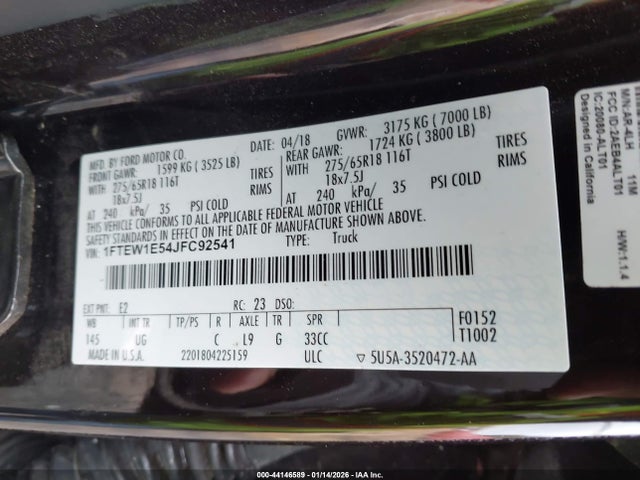 MFD. BY FORD MOTOR CO.
DATE: 04/18 GVWR: 3175 KG ( 7000 LB)
FRONT GAWR: 1599 KG ( 3525 LB) REAR GAWR: 1724 KG ( 3800 LB)
WITH 275/65R18 116T TIRES WITH 275/65R18 116T TIRES
18x7.5J RIMS 18x7.5J RIMS
AT 240 kPa/ 35 PSI COLD AT 240 kPa/ 35 PSI COLD
THIS VEHICLE CONFORMS TO ALL APPLICABLE FEDERAL MOTOR VEHICLE
SAFETY AND THEFT PREVENTION STANDARDS IN EFFECT ON THE DATE OF MANUFACTURE SHOWN ABOVE.
VIN: 1FTEW1E54JFC92541 TYPE: Truck
EXT PNT: E2 RC: 23 DSO:
WB INT TR TP/PS R AXLE TR SPR F0152
145 UG C L9 G 33CC T1002
MADE IN U.S.A. 2201804225159 ULC ▽ 5U5A-3520472-AA
M/N:AR-4LH 11M
FCC ID:2AEB4ALT01
IC:20080-ALT01
Designed in California
H/W:1.1.4
000-44146589 - 01/14/2026 - IAA Inc.